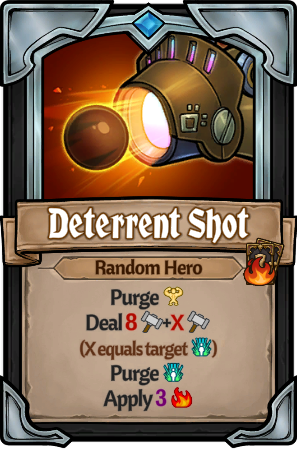 Deterrent Shot
Random Hero
Purge
Deal 8 +X
(X equals target )
Purge
Apply 3